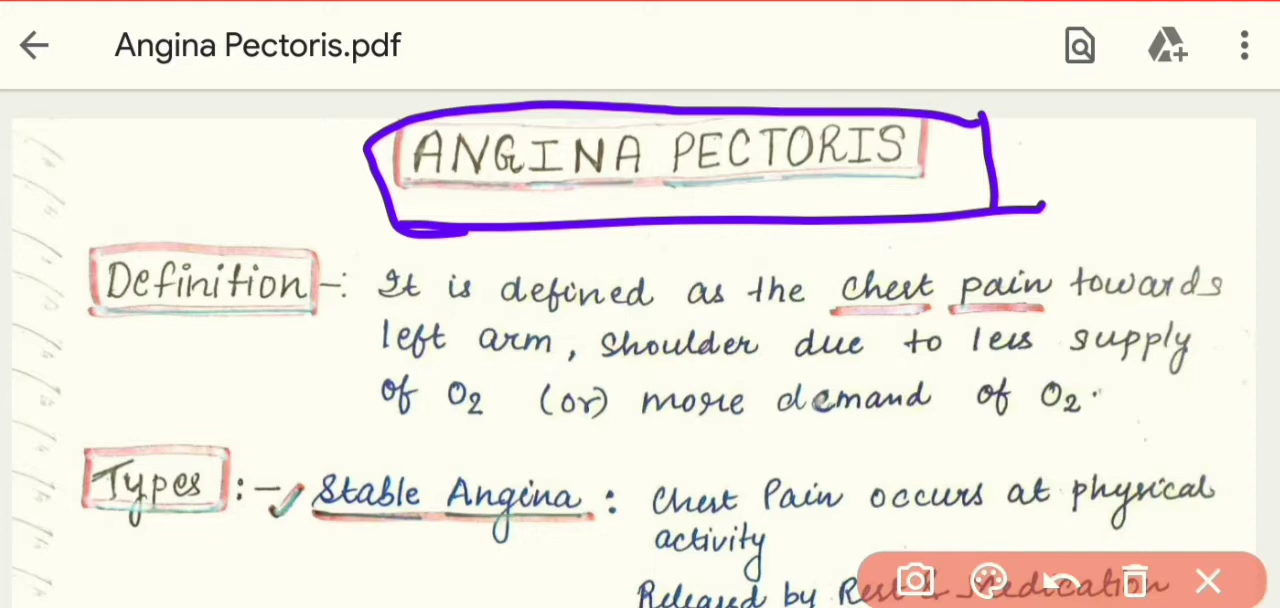 Angina Pectoris.pdf
ANGINA PECTORIS
Definition -: It is defined as the chest pain towards
left arm, shoulder due to less supply
of O2 (or) more demand of O2.
Types :- ✓ Stable Angina : Chest Pain occurs at physical
activity
Released by Rest & Medication